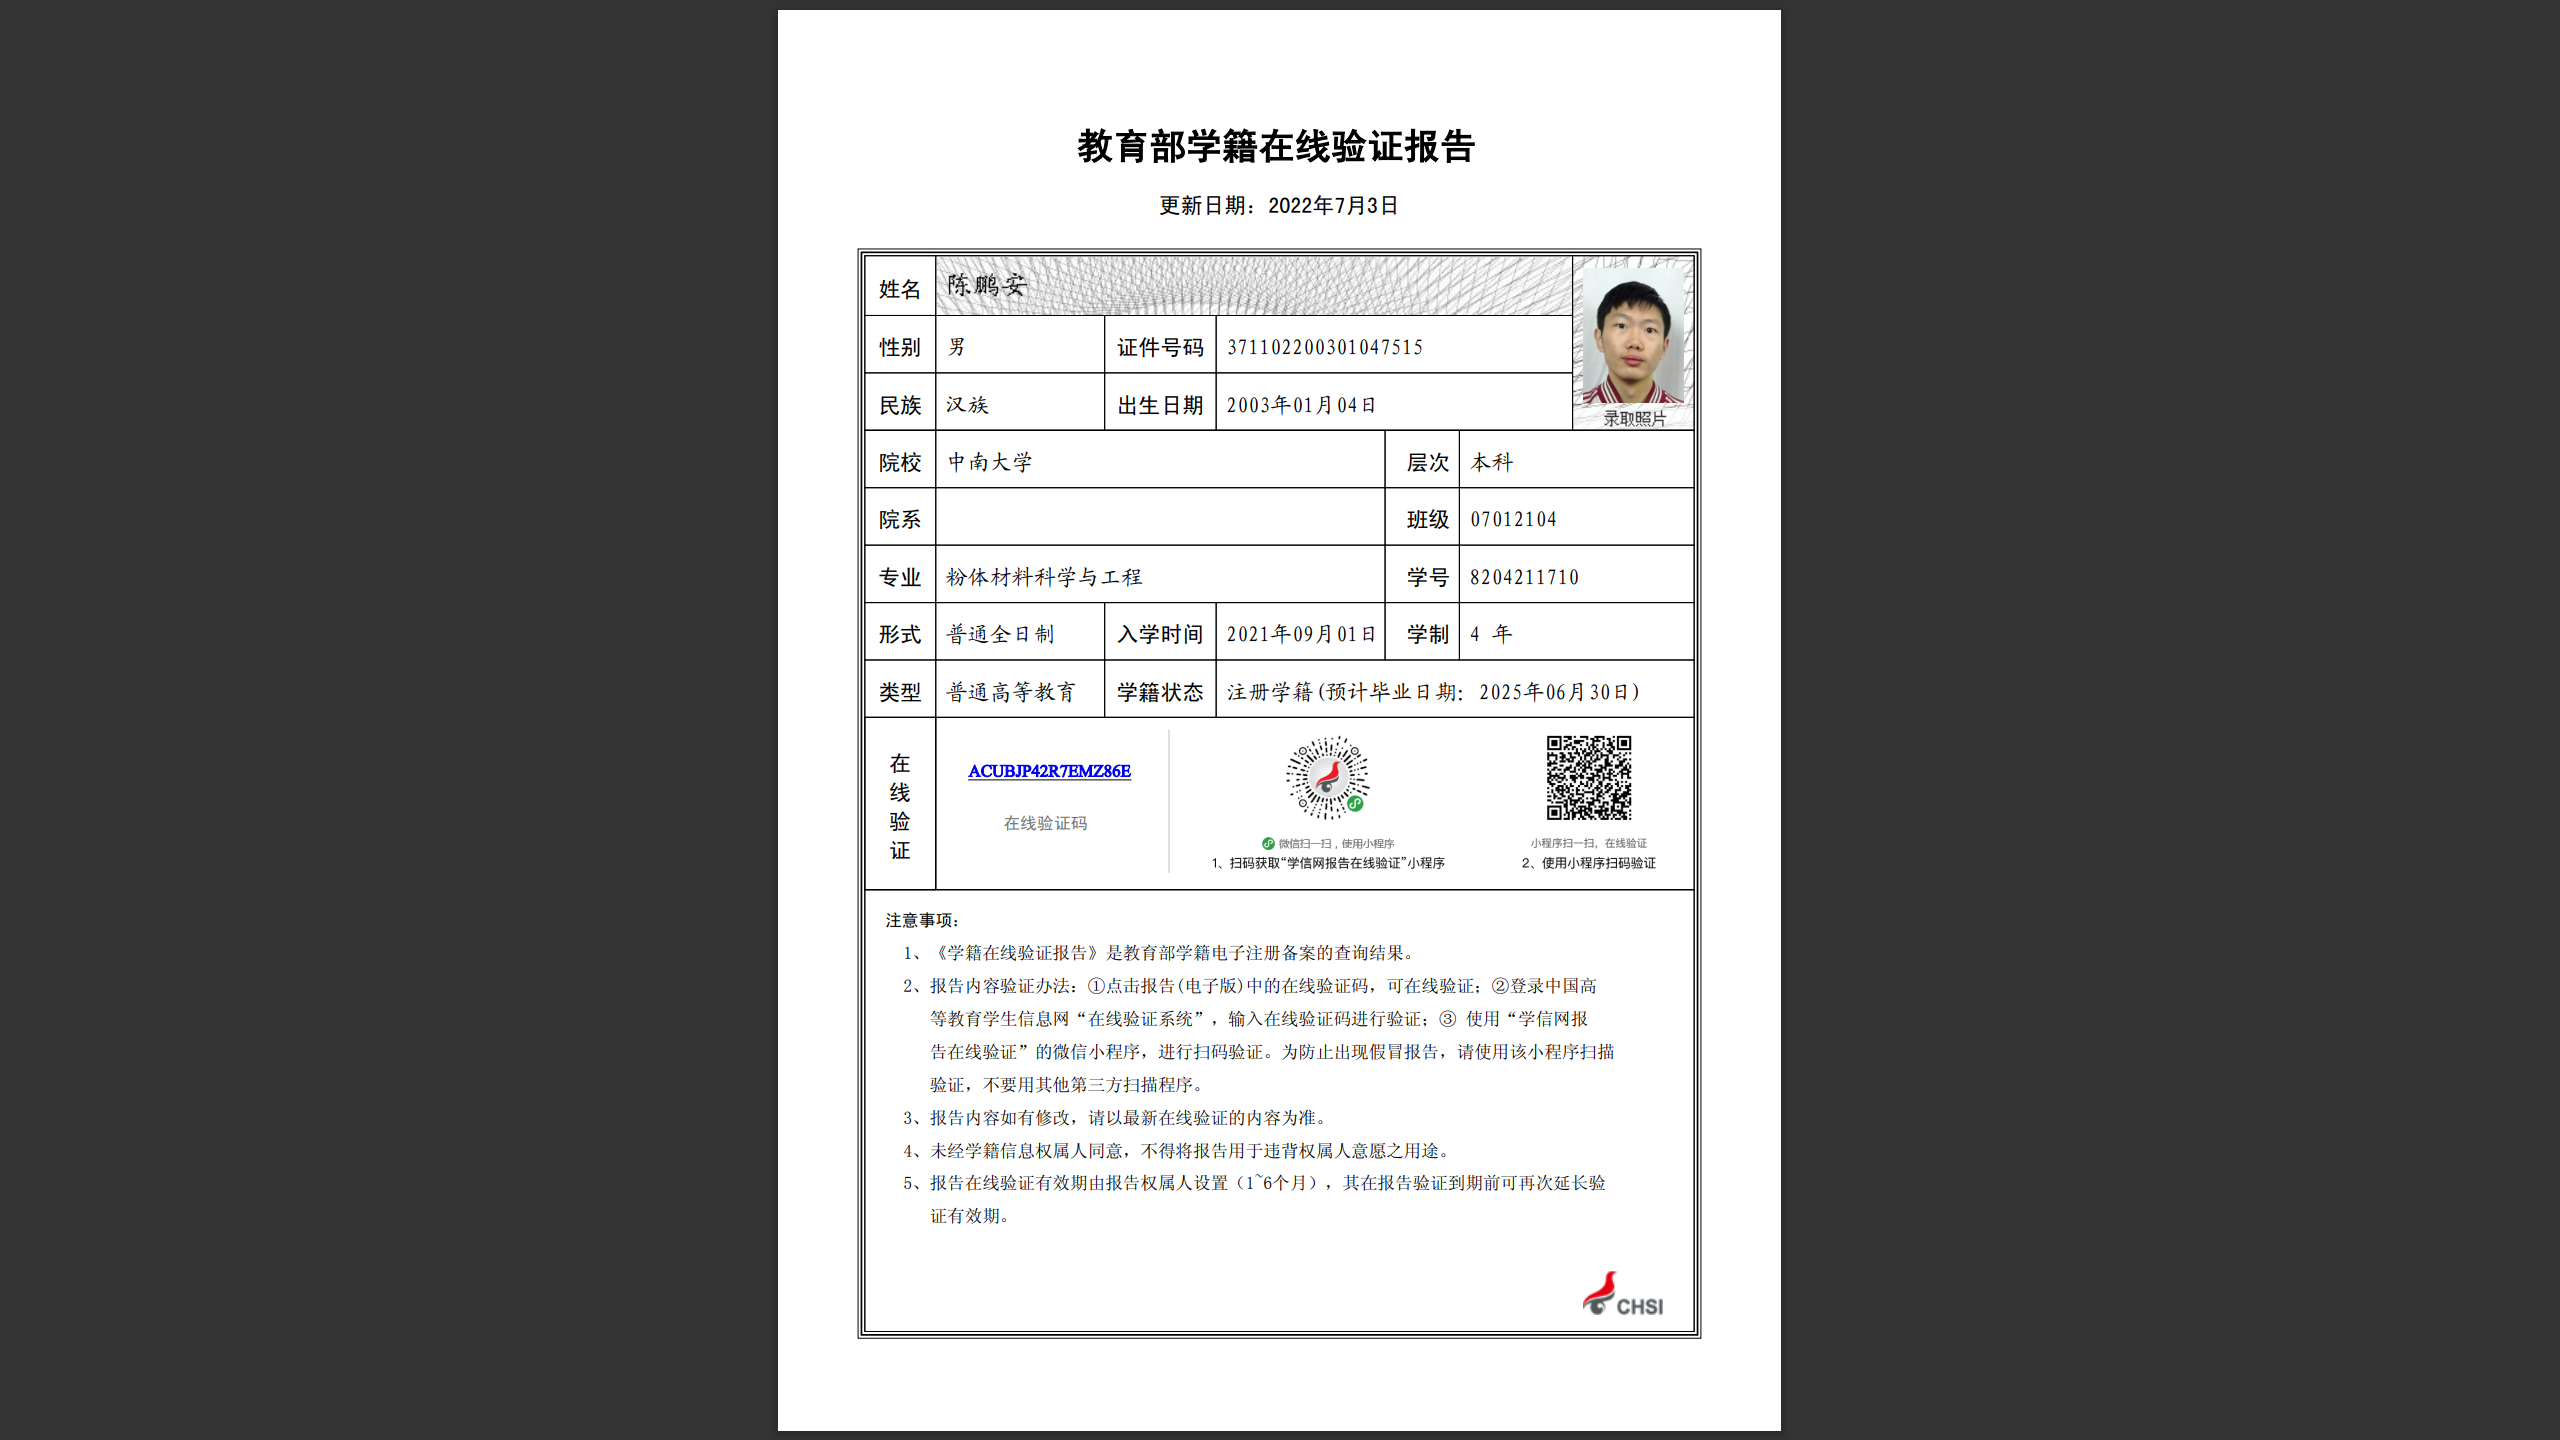 教育部学籍在线验证报告
更新日期：2022年7月3日
姓名 陈鹏安
性别 男 证件号码 371102200301047515
民族 汉族 出生日期 2003年01月04日
录取照片
院校 中南大学 层次 本科
院系 班级 07012104
专业 粉体材料科学与工程 学号 8204211710
形式 普通全日制 入学时间 2021年09月01日 学制 4 年
类型 普通高等教育 学籍状态 注册学籍(预计毕业日期：2025年06月30日)
在线验证
ACUBJP42R7EMZ86E
在线验证码
微信扫一扫，使用小程序
1、扫码获取“学信网报告在线验证”小程序
小程序扫一扫，在线验证
2、使用小程序扫码验证
注意事项：
1、《学籍在线验证报告》是教育部学籍电子注册备案的查询结果。
2、报告内容验证办法：①点击报告(电子版)中的在线验证码，可在线验证；②登录中国高
等教育学生信息网“在线验证系统”，输入在线验证码进行验证；③ 使用“学信网报
告在线验证”的微信小程序，进行扫码验证。为防止出现假冒报告，请使用该小程序扫描
验证，不要用其他第三方扫描程序。
3、报告内容如有修改，请以最新在线验证的内容为准。
4、未经学籍信息权属人同意，不得将报告用于违背权属人意愿之用途。
5、报告在线验证有效期由报告权属人设置（1~6个月），其在报告验证到期前可再次延长验
证有效期。
CHSI